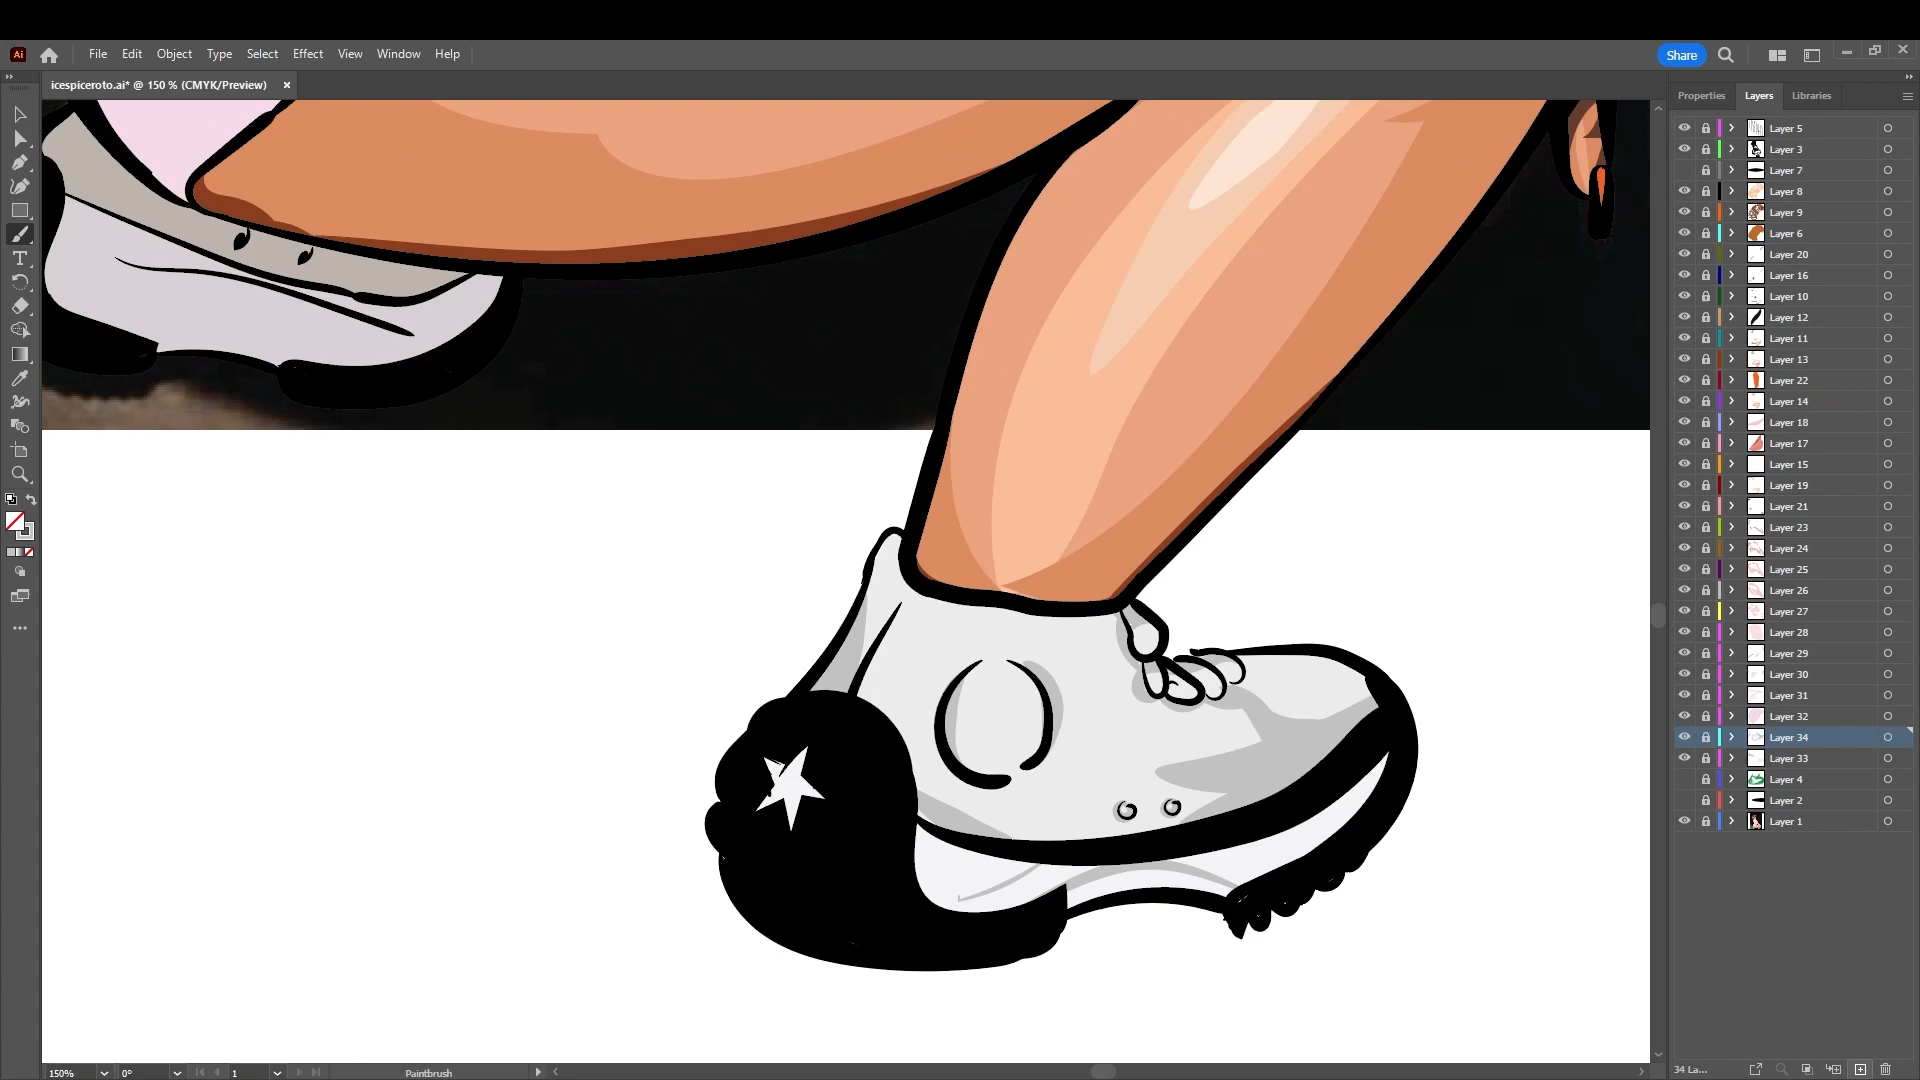 Ai File Edit Object Type Select Effect View Window Help Share
icespiceroto.ai* @ 150 % (CMYK/Preview)
Properties Layers Libraries
Layer 5
Layer 3
Layer 7
Layer 8
Layer 9
Layer 6
Layer 20
Layer 16
Layer 10
Layer 12
Layer 11
Layer 13
Layer 22
Layer 14
Layer 18
Layer 17
Layer 15
Layer 19
Layer 21
Layer 23
Layer 24
Layer 25
Layer 26
Layer 27
Layer 28
Layer 29
Layer 30
Layer 31
Layer 32
Layer 34
Layer 33
Layer 4
Layer 2
Layer 1
150% 0° 1 Paintbrush 34 La...